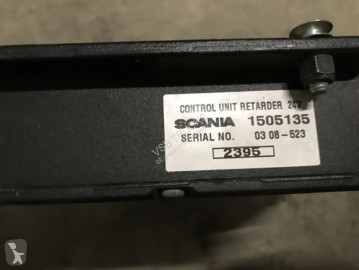 CONTROL UNIT RETARDER 24V
SCANIA 1505135
SERIAL NO. 03 08-523
2395